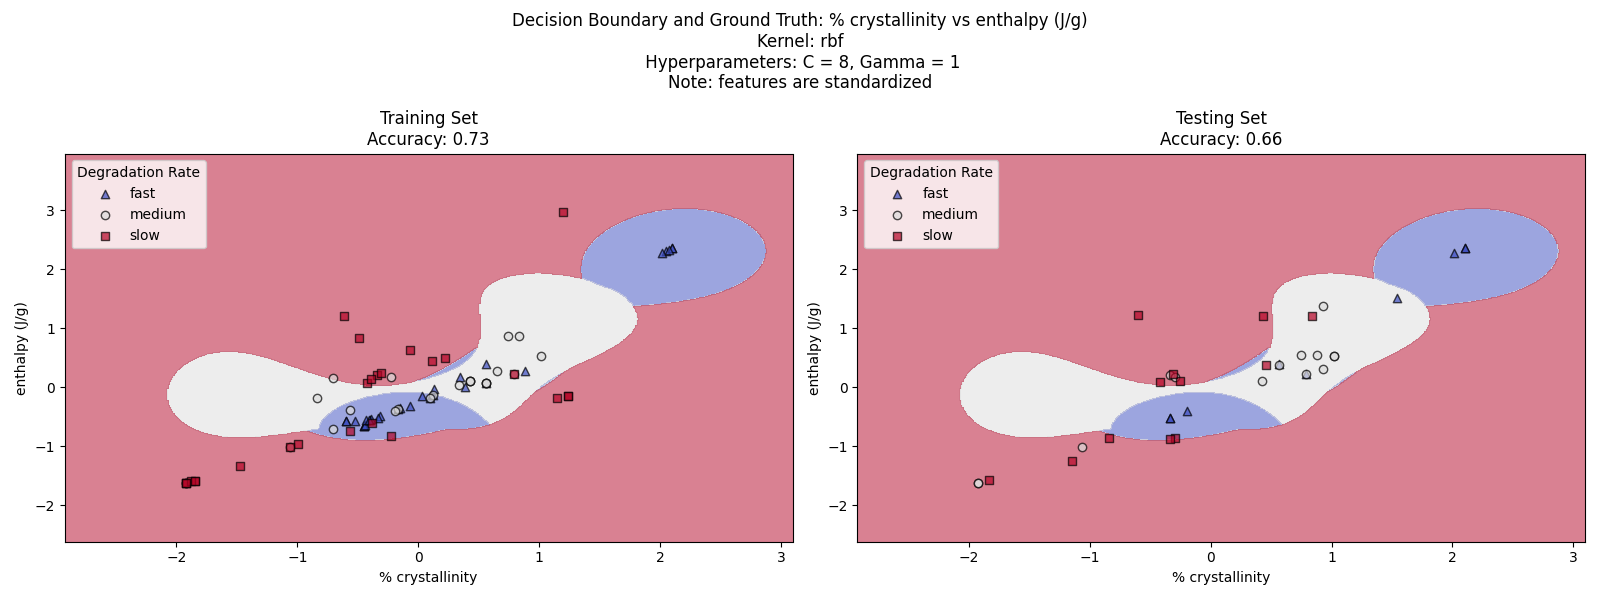 Decision Boundary and Ground Truth: % crystallinity vs enthalpy (J/g)
Kernel: rbf
Hyperparameters: C = 8, Gamma = 1
Note: features are standardized
Training Set
Accuracy: 0.73
Degradation Rate
fast
medium
slow
3
2
1
0
−1
−2
enthalpy (J/g)
−2
−1
0
1
2
3
% crystallinity
Testing Set
Accuracy: 0.66
Degradation Rate
fast
medium
slow
3
2
1
0
−1
−2
enthalpy (J/g)
−2
−1
0
1
2
3
% crystallinity